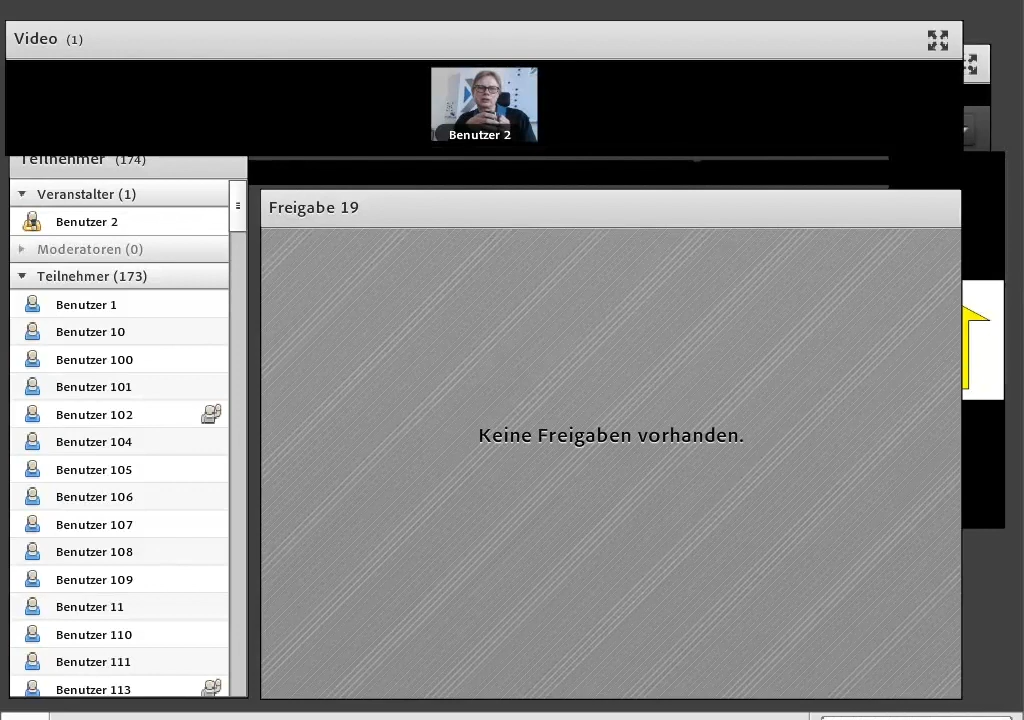 Video (1)
Benutzer 2
Teilnehmer (174)
Veranstalter (1)
Benutzer 2
Moderatoren (0)
Teilnehmer (173)
Benutzer 1
Benutzer 10
Benutzer 100
Benutzer 101
Benutzer 102
Benutzer 104
Benutzer 105
Benutzer 106
Benutzer 107
Benutzer 108
Benutzer 109
Benutzer 11
Benutzer 110
Benutzer 111
Benutzer 113
Freigabe 19
Keine Freigaben vorhanden.